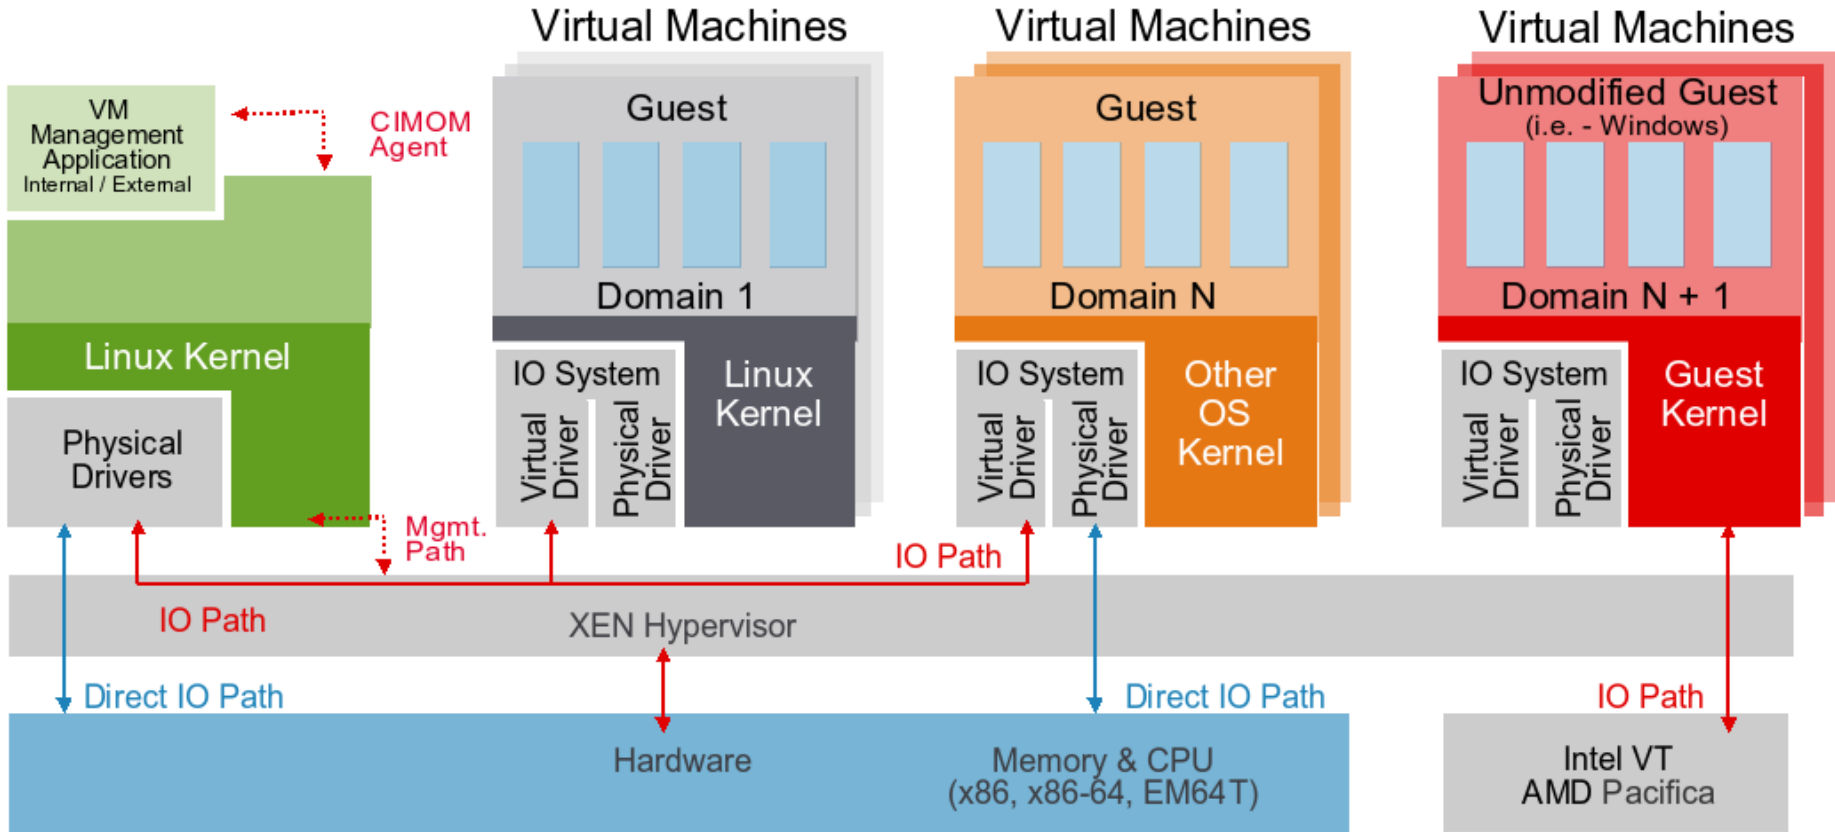 Virtual Machines
Virtual Machines
Virtual Machines
VM
Management
Application
Internal / External
CIMOM
Agent
Linux Kernel
Physical
Drivers
Mgmt.
Path
Guest
Domain 1
IO System
Virtual
Driver
Physical
Driver
Linux
Kernel
Guest
Domain N
IO System
Virtual
Driver
Physical
Driver
Other
OS
Kernel
Unmodified Guest
(i.e. - Windows)
Domain N + 1
IO System
Virtual
Driver
Physical
Driver
Guest
Kernel
IO Path
IO Path
XEN Hypervisor
Direct IO Path
Direct IO Path
IO Path
Hardware
Memory & CPU
(x86, x86-64, EM64T)
Intel VT
AMD Pacifica